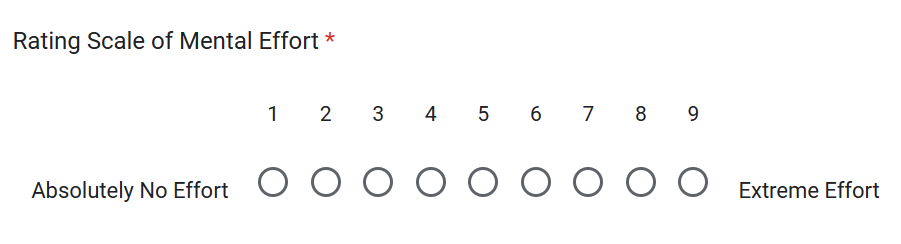 Rating Scale of Mental Effort *
1 2 3 4 5 6 7 8 9
Absolutely No Effort Extreme Effort